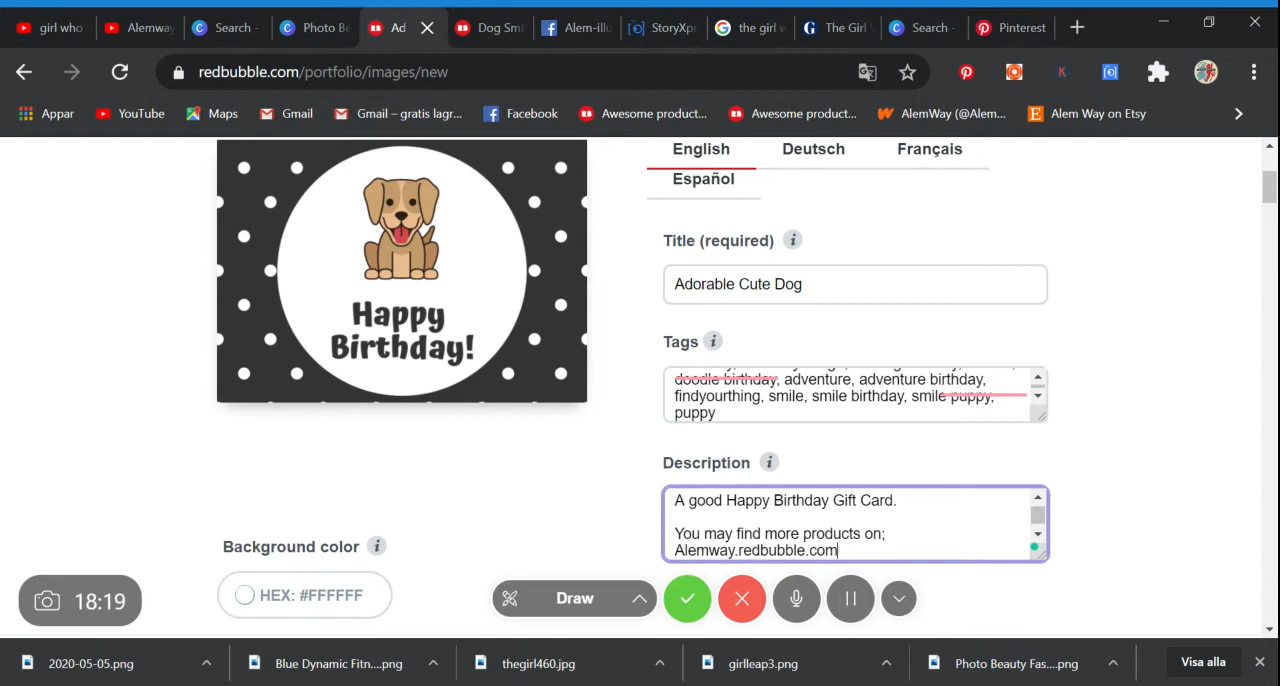 girl who
Alemway
Search -
Photo Be
Ad
Dog Smi
Alem-illu
StoryXpe
the girl w
The Girl
Search -
Pinterest
redbubble.com/portfolio/images/new
Appar
YouTube
Maps
Gmail
Gmail – gratis lagr...
Facebook
Awesome product...
Awesome product...
AlemWay (@Alem...
Alem Way on Etsy
English
Deutsch
Français
Español
Happy
Birthday!
Title (required)
Adorable Cute Dog
Tags
doodle birthday, adventure, adventure birthday,
findyourthing, smile, smile birthday, smile puppy,
puppy
Description
A good Happy Birthday Gift Card.
You may find more products on;
Alemway.redbubble.com
Background color
HEX: #FFFFFF
18:19
Draw
2020-05-05.png
Blue Dynamic Fitn....png
thegirl460.jpg
girlleap3.png
Photo Beauty Fas....png
Visa alla